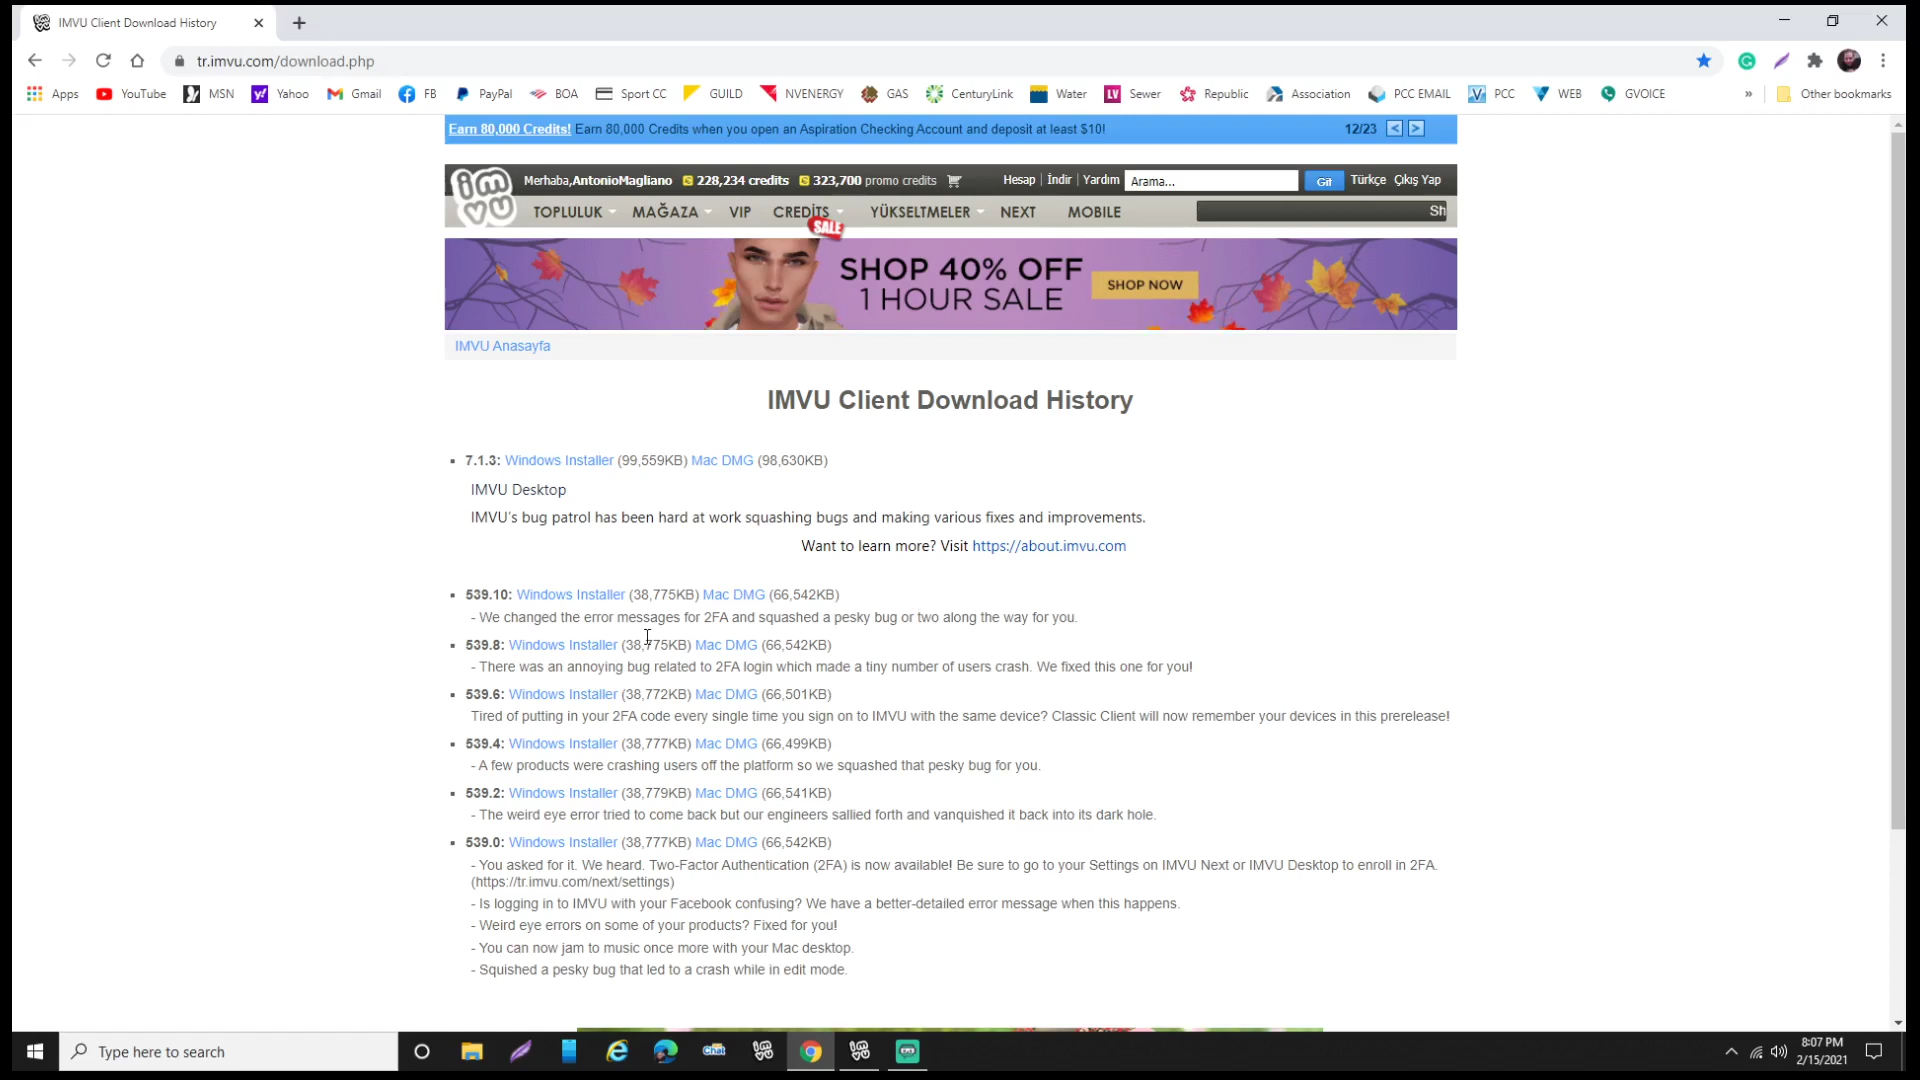 IMVU Client Download History
tr.imvu.com/download.php
Apps YouTube MSN Yahoo Gmail FB PayPal BOA Sport CC GUILD NVENERGY GAS CenturyLink Water Sewer Republic Association PCC EMAIL PCC WEB GVOICE » Other bookmarks
Earn 80,000 Credits! Earn 80,000 Credits when you open an Aspiration Checking Account and deposit at least $10! 12/23 < >
imvu
Merhaba,AntonioMagliano 228,234 credits 323,700 promo credits Hesap İndir Yardım Arama... Git Türkçe Çıkış Yap
TOPLULUK MAĞAZA VIP CREDİTS YÜKSELTMELER NEXT MOBILE Sh
SALE
SHOP 40% OFF
1 HOUR SALE
SHOP NOW
IMVU Anasayfa
IMVU Client Download History
7.1.3: Windows Installer (99,559KB) Mac DMG (98,630KB)
IMVU Desktop
IMVU's bug patrol has been hard at work squashing bugs and making various fixes and improvements.
Want to learn more? Visit https://about.imvu.com
539.10: Windows Installer (38,775KB) Mac DMG (66,542KB)
- We changed the error messages for 2FA and squashed a pesky bug or two along the way for you.
539.8: Windows Installer (38,775KB) Mac DMG (66,542KB)
- There was an annoying bug related to 2FA login which made a tiny number of users crash. We fixed this one for you!
539.6: Windows Installer (38,772KB) Mac DMG (66,501KB)
Tired of putting in your 2FA code every single time you sign on to IMVU with the same device? Classic Client will now remember your devices in this prerelease!
539.4: Windows Installer (38,777KB) Mac DMG (66,499KB)
- A few products were crashing users off the platform so we squashed that pesky bug for you.
539.2: Windows Installer (38,779KB) Mac DMG (66,541KB)
- The weird eye error tried to come back but our engineers sallied forth and vanquished it back into its dark hole.
539.0: Windows Installer (38,777KB) Mac DMG (66,542KB)
- You asked for it. We heard. Two-Factor Authentication (2FA) is now available! Be sure to go to your Settings on IMVU Next or IMVU Desktop to enroll in 2FA.
(https://tr.imvu.com/next/settings)
- Is logging in to IMVU with your Facebook confusing? We have a better-detailed error message when this happens.
- Weird eye errors on some of your products? Fixed for you!
- You can now jam to music once more with your Mac desktop.
- Squished a pesky bug that led to a crash while in edit mode.
Type here to search
Chat
8:07 PM
2/15/2021